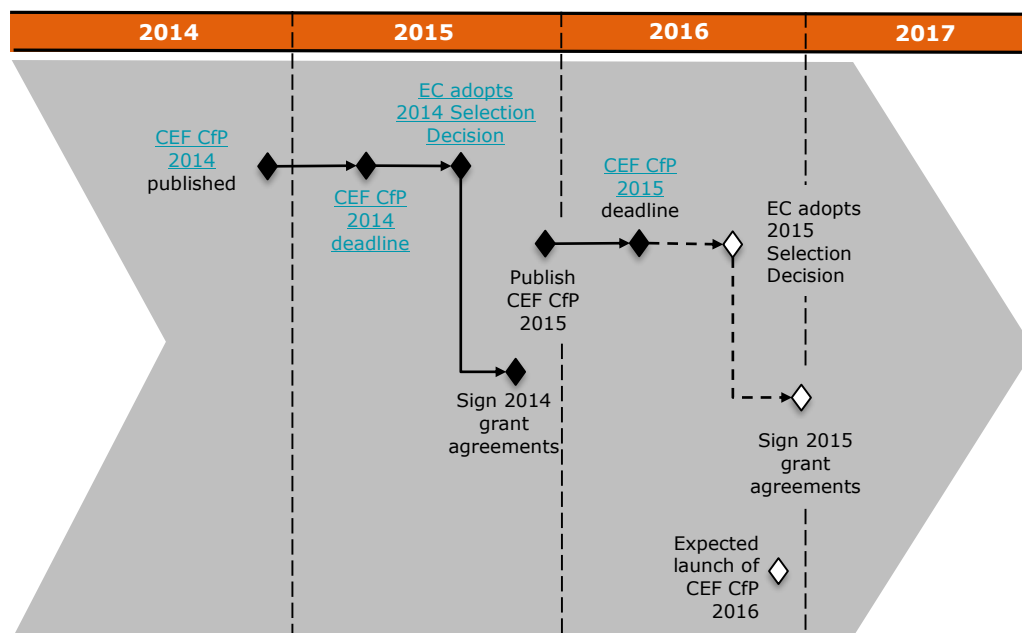 2014
2015
2016
2017
CEF CfP
2014
published
CEF CfP
2014
deadline
EC adopts
2014 Selection
Decision
Sign 2014
grant
agreements
Publish
CEF CfP
2015
CEF CfP
2015
deadline
EC adopts
2015
Selection
Decision
Sign 2015
grant
agreements
Expected
launch of
CEF CfP
2016